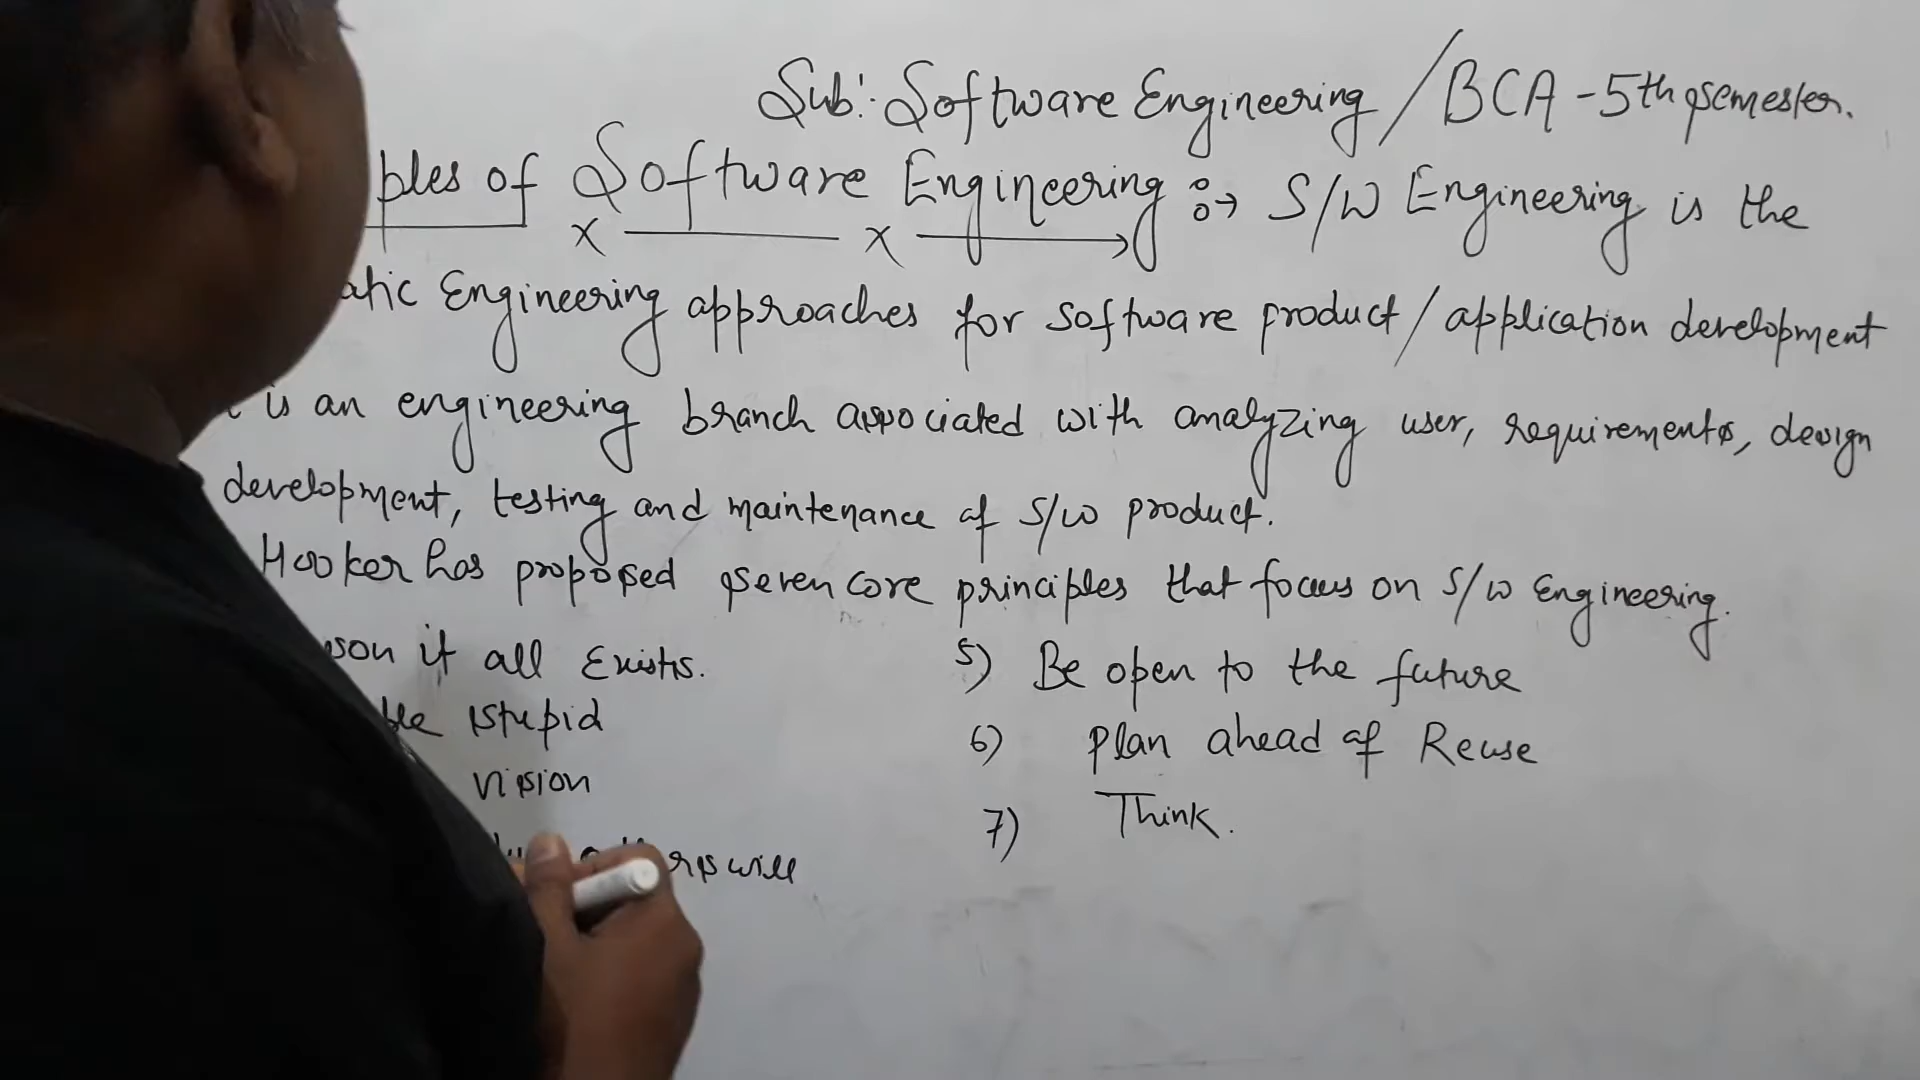 Sub:- Software Engineering / BCA - 5th semester.
ples of Software Engineering :→ S/W Engineering is the
atic Engineering approaches for software product / application development
is an engineering branch associated with analyzing user, requirements, design
development, testing and maintenance of S/W product.
Hooker has proposed seven core principles that focus on S/W Engineering.
son it all Exists.
ble stupid
vision
will
5) Be open to the future
6) Plan ahead of Reuse
7) Think.